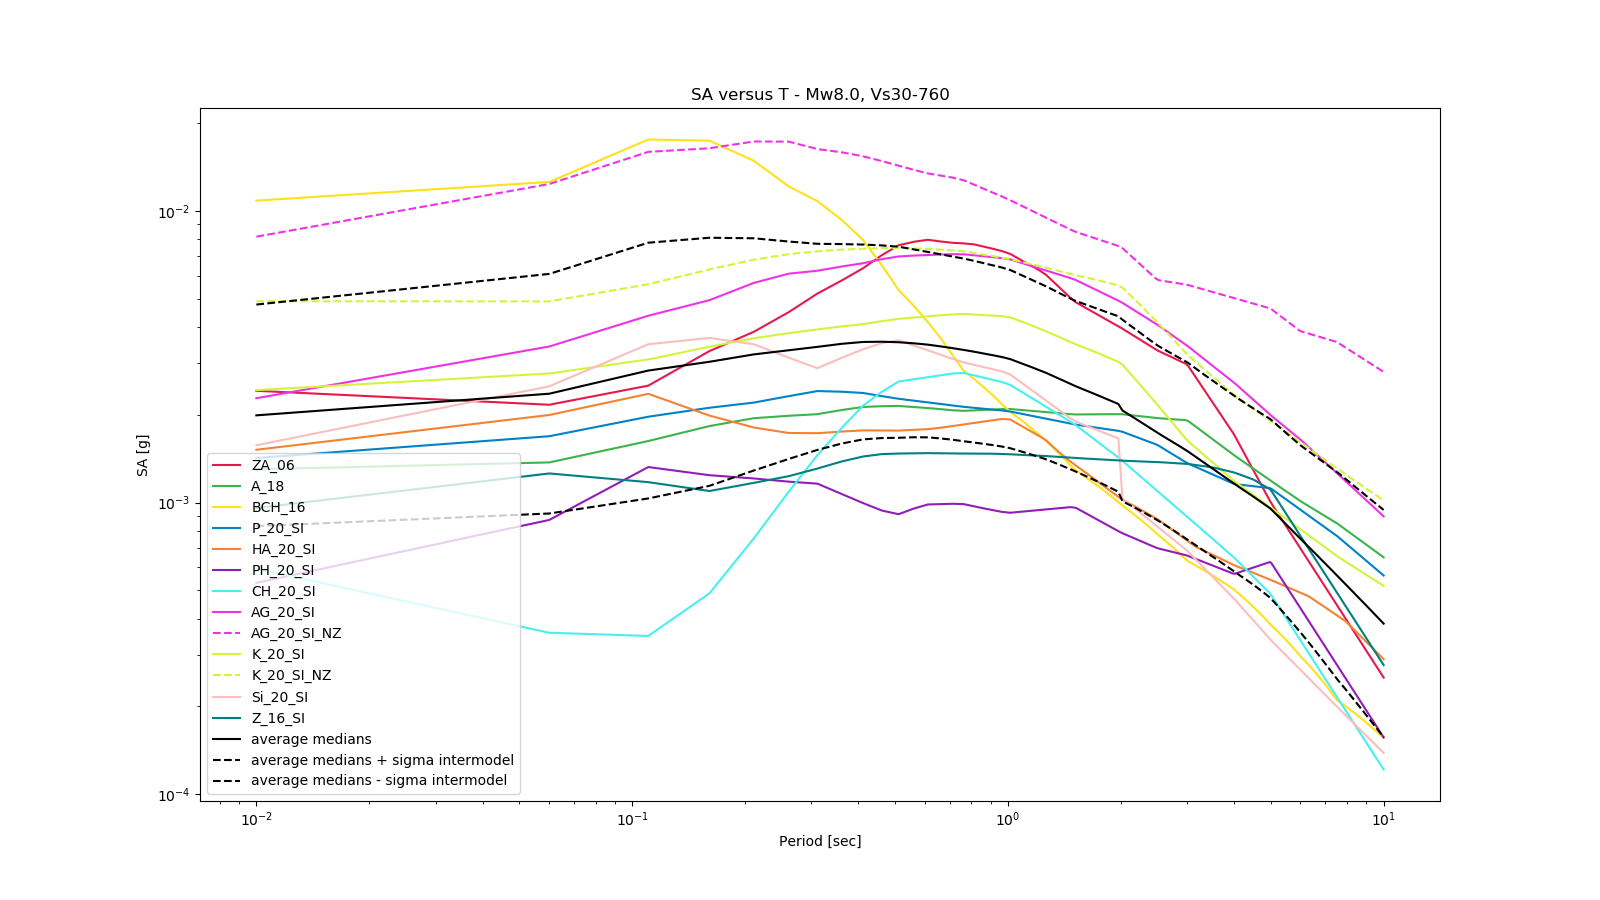 SA versus T - Mw8.0, Vs30-760
SA [g]
10⁻²
10⁻³
10⁻⁴
ZA_06
A_18
BCH_16
P_20_SI
HA_20_SI
PH_20_SI
CH_20_SI
AG_20_SI
AG_20_SI_NZ
K_20_SI
K_20_SI_NZ
Si_20_SI
Z_16_SI
average medians
average medians + sigma intermodel
average medians - sigma intermodel
10⁻² 10⁻¹ 10⁰ 10¹
Period [sec]